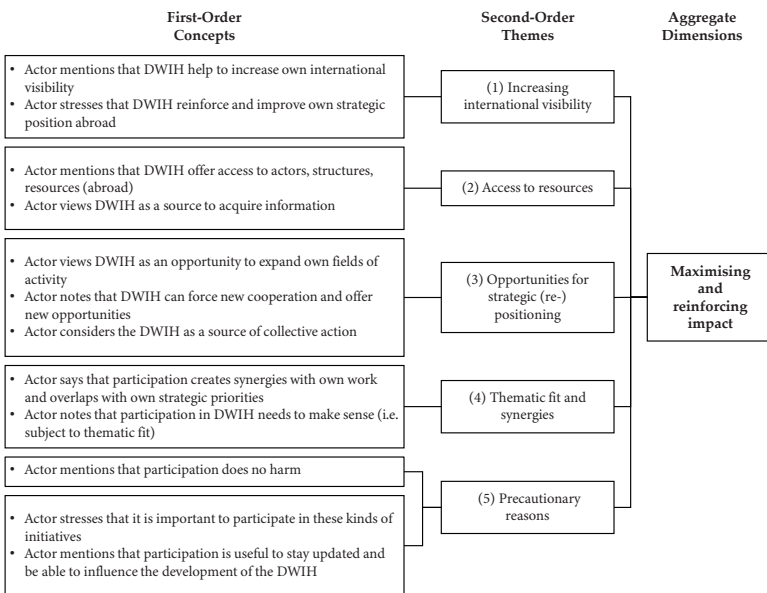 First-Order
Concepts
Second-Order
Themes
Aggregate
Dimensions
• Actor mentions that DWIH help to increase own international
visibility
• Actor stresses that DWIH reinforce and improve own strategic
position abroad
(1) Increasing
international visibility
• Actor mentions that DWIH offer access to actors, structures,
resources (abroad)
• Actor views DWIH as a source to acquire information
(2) Access to resources
• Actor views DWIH as an opportunity to expand own fields of
activity
• Actor notes that DWIH can force new cooperation and offer
new opportunities
• Actor considers the DWIH as a source of collective action
(3) Opportunities for
strategic (re-)
positioning
Maximising
and
reinforcing
impact
• Actor says that participation creates synergies with own work
and overlaps with own strategic priorities
• Actor notes that participation in DWIH needs to make sense (i.e.
subject to thematic fit)
(4) Thematic fit and
synergies
• Actor mentions that participation does no harm
• Actor stresses that it is important to participate in these kinds of
initiatives
• Actor mentions that participation is useful to stay updated and
be able to influence the development of the DWIH
(5) Precautionary
reasons